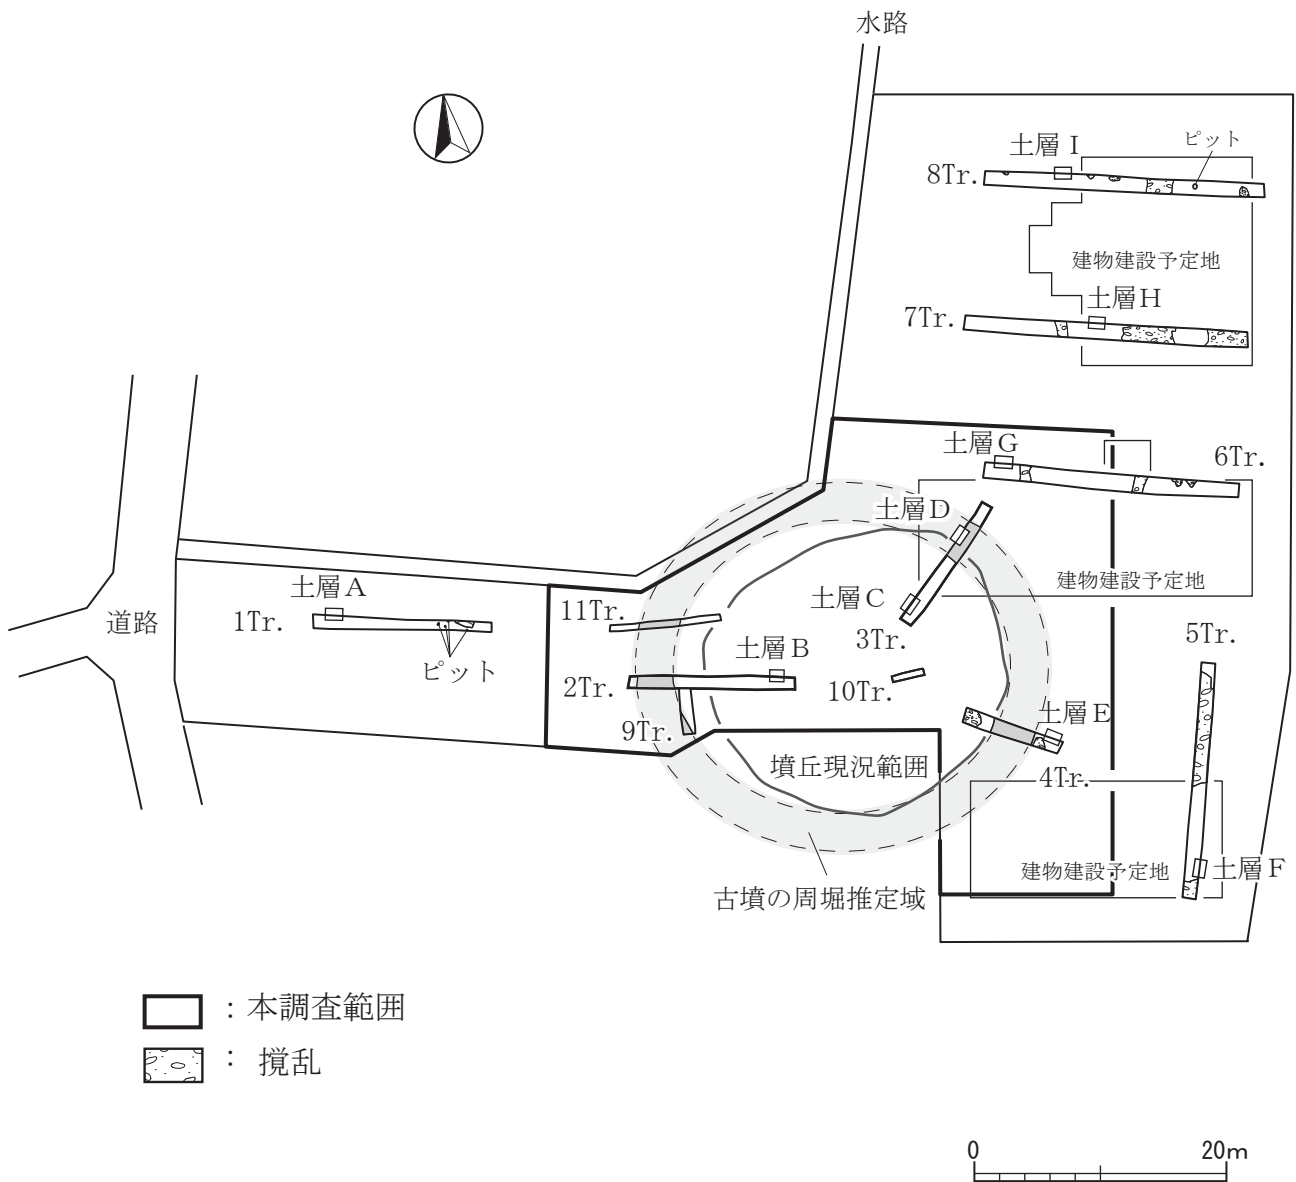 水路
土層Ⅰ
ピット
8Tr.
建物建設予定地
土層Ｈ
7Tr.
土層Ｇ
6Tr.
土層Ｄ
建物建設予定地
土層Ａ
土層Ｃ
11Tr.
道路
1Tr.
3Tr.
5Tr.
土層Ｂ
ピット
2Tr.
10Tr.
土層Ｅ
9Tr.
墳丘現況範囲
4Tr.
建物建設予定地
土層Ｆ
古墳の周堀推定域
：本調査範囲
：撹乱
0
20m